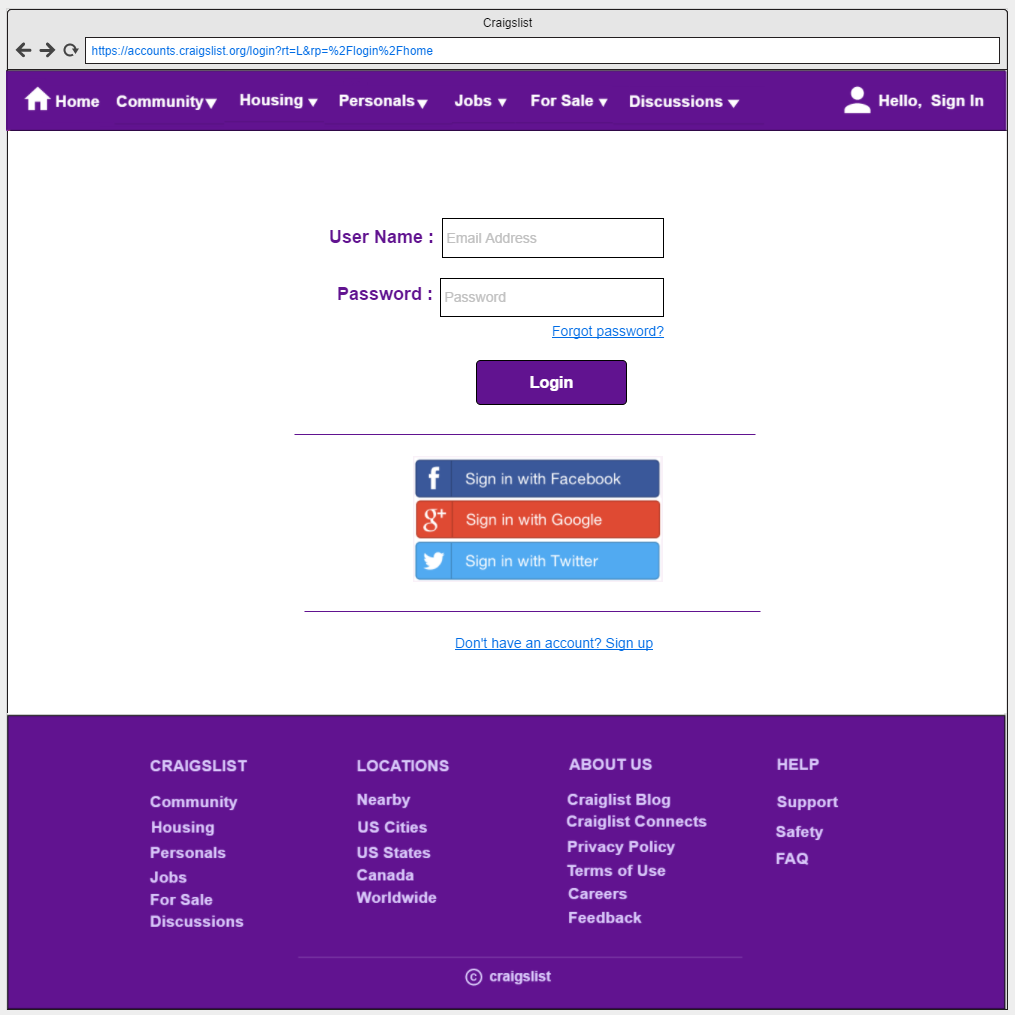 Craigslist
https://accounts.craigslist.org/login?rt=L&rp=%2Flogin%2Fhome
Home Community Housing Personals Jobs For Sale Discussions Hello, Sign In
User Name : Email Address
Password : Password
Forgot password?
Login
f Sign in with Facebook
g+ Sign in with Google
Sign in with Twitter
Don't have an account? Sign up
CRAIGSLIST
Community
Housing
Personals
Jobs
For Sale
Discussions
LOCATIONS
Nearby
US Cities
US States
Canada
Worldwide
ABOUT US
Craiglist Blog
Craiglist Connects
Privacy Policy
Terms of Use
Careers
Feedback
HELP
Support
Safety
FAQ
© craigslist